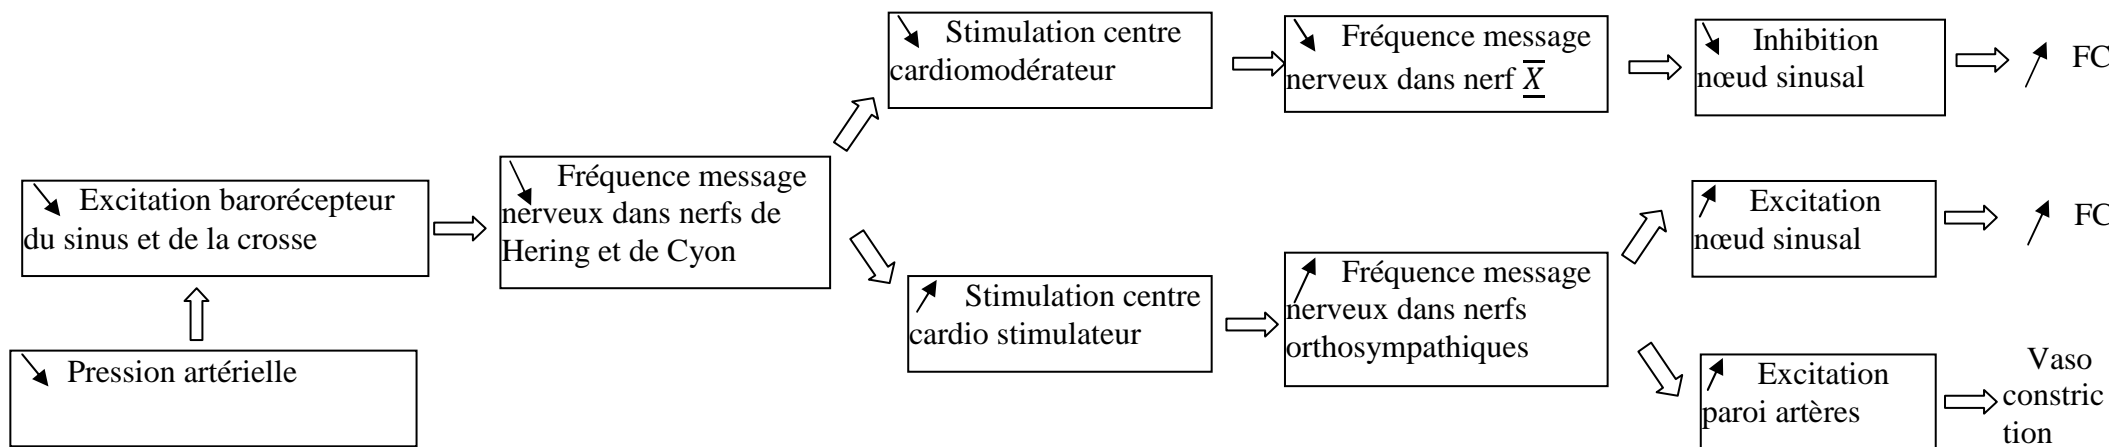 ↘ Stimulation centre
cardiomodérateur
↘ Fréquence message
nerveux dans nerf X
↘ Inhibition
nœud sinusal
↗ FC
↘ Excitation barorécepteur
du sinus et de la crosse
↘ Fréquence message
nerveux dans nerfs de
Hering et de Cyon
↗ Excitation
nœud sinusal
↗ FC
↗ Stimulation centre
cardio stimulateur
↗ Fréquence message
nerveux dans nerfs
orthosympathiques
↘ Pression artérielle
↗ Excitation
paroi artères
Vaso
constric
tion